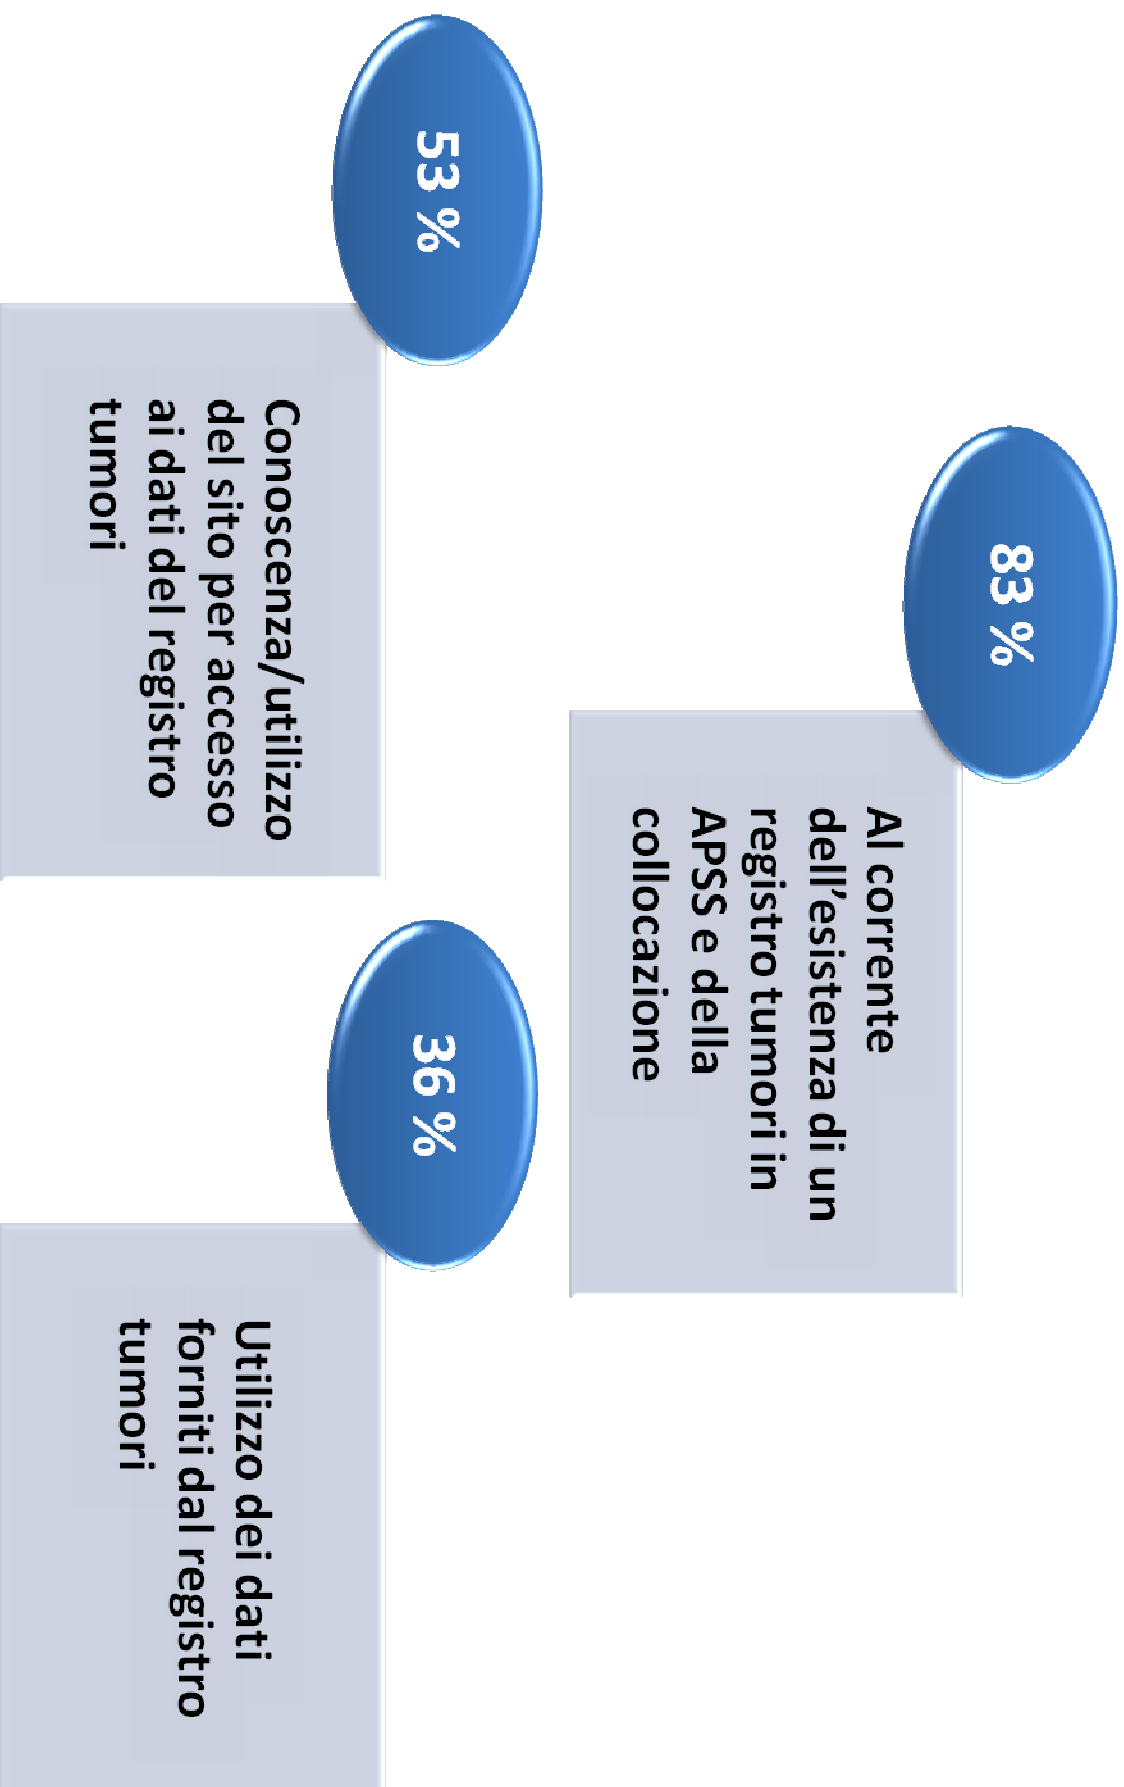 83 %
Al corrente
dell’esistenza di un
registro tumori in
APSS e della
collocazione
53 %
Conoscenza/utilizzo
del sito per accesso
ai dati del registro
tumori
36 %
Utilizzo dei dati
forniti dal registro
tumori